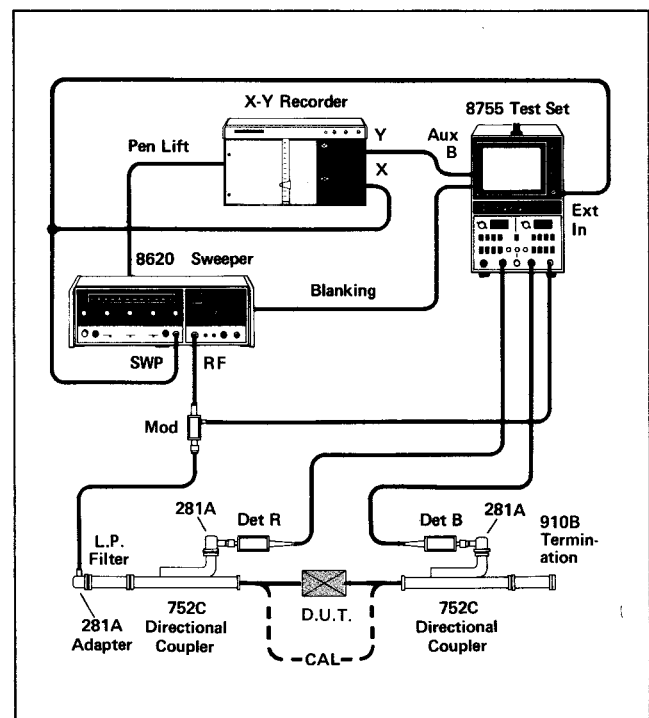 X-Y Recorder
8755 Test Set
Pen Lift
Y
Aux
B
X
Ext
In
8620 Sweeper
Blanking
SWP
RF
Mod
281A
Det R
Det B
281A
910B
Termin-
ation
L.P.
Filter
281A
Adapter
752C
Directional
Coupler
D.U.T.
752C
Directional
Coupler
CAL